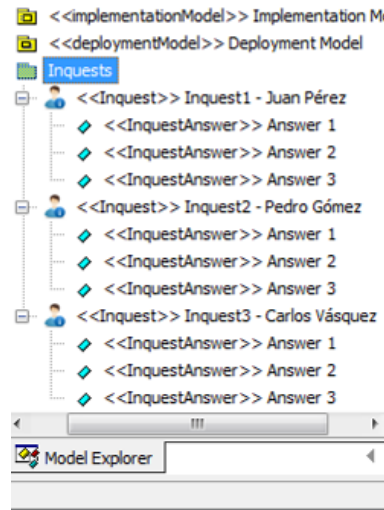 <<implementationModel>> Implementation M
<<deploymentModel>> Deployment Model
Inquests
<<Inquest>> Inquest1 - Juan Pérez
<<InquestAnswer>> Answer 1
<<InquestAnswer>> Answer 2
<<InquestAnswer>> Answer 3
<<Inquest>> Inquest2 - Pedro Gómez
<<InquestAnswer>> Answer 1
<<InquestAnswer>> Answer 2
<<InquestAnswer>> Answer 3
<<Inquest>> Inquest3 - Carlos Vásquez
<<InquestAnswer>> Answer 1
<<InquestAnswer>> Answer 2
<<InquestAnswer>> Answer 3
Model Explorer